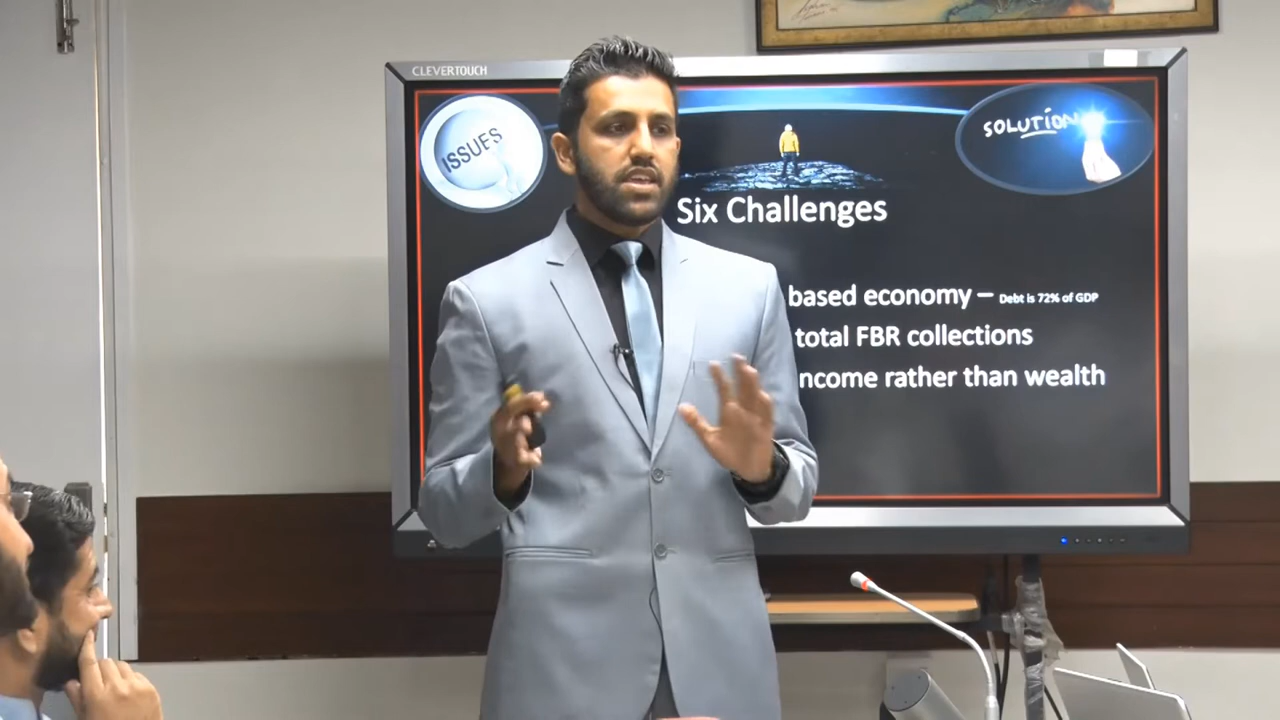 CLEVERTOUCH
ISSUES
SOLUTION
Six Challenges
based economy – Debt is 72% of GDP
total FBR collections
ncome rather than wealth